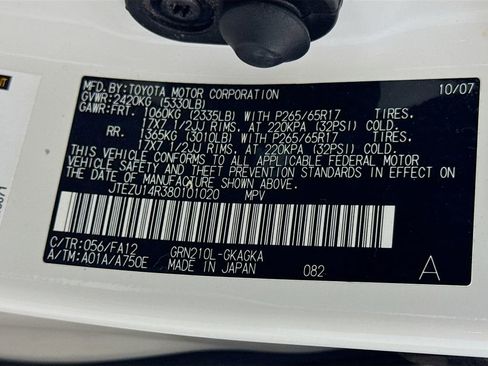 MFD.BY:TOYOTA MOTOR CORPORATION 10/07
GVWR:2420KG (5330LB)
GAWR:FRT. 1060KG (2335LB) WITH P265/65R17 TIRES.
17X7 1/2JJ RIMS. AT 220KPA (32PSI) COLD.
RR. 1365KG (3010LB) WITH P265/65R17 TIRES.
17X7 1/2JJ RIMS. AT 220KPA (32PSI) COLD.
THIS VEHICLE CONFORMS TO ALL APPLICABLE FEDERAL MOTOR
VEHICLE SAFETY AND THEFT PREVENTION STANDARDS IN EFFECT ON
THE DATE OF MANUFACTURE SHOWN ABOVE.
JTEZU14R380101020 MPV
C/TR:056/FA12 GRN210L-GKAGKA
A/TM:A01A/A750E MADE IN JAPAN 082 A